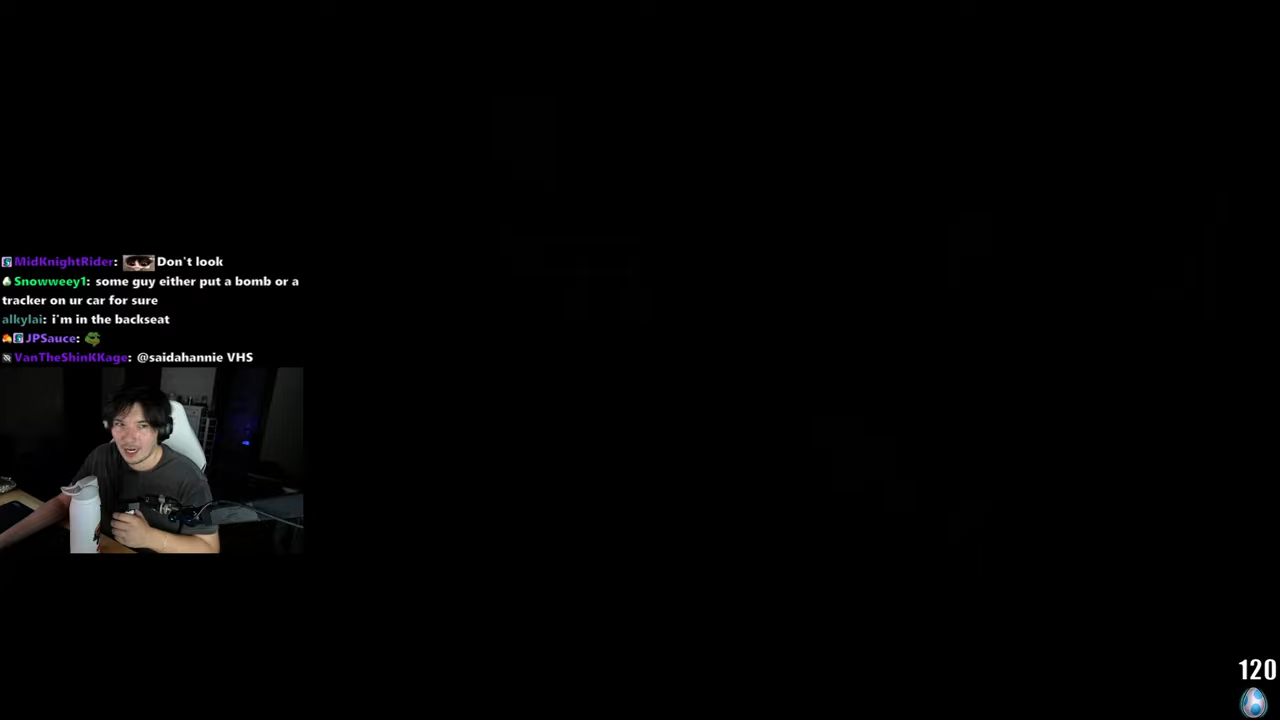 MidKnightRider: Don't look
Snowweey1: some guy either put a bomb or a
tracker on ur car for sure
alkylai: i'm in the backseat
JPSauce:
VanTheShinKKage: @saidahannie VHS
120